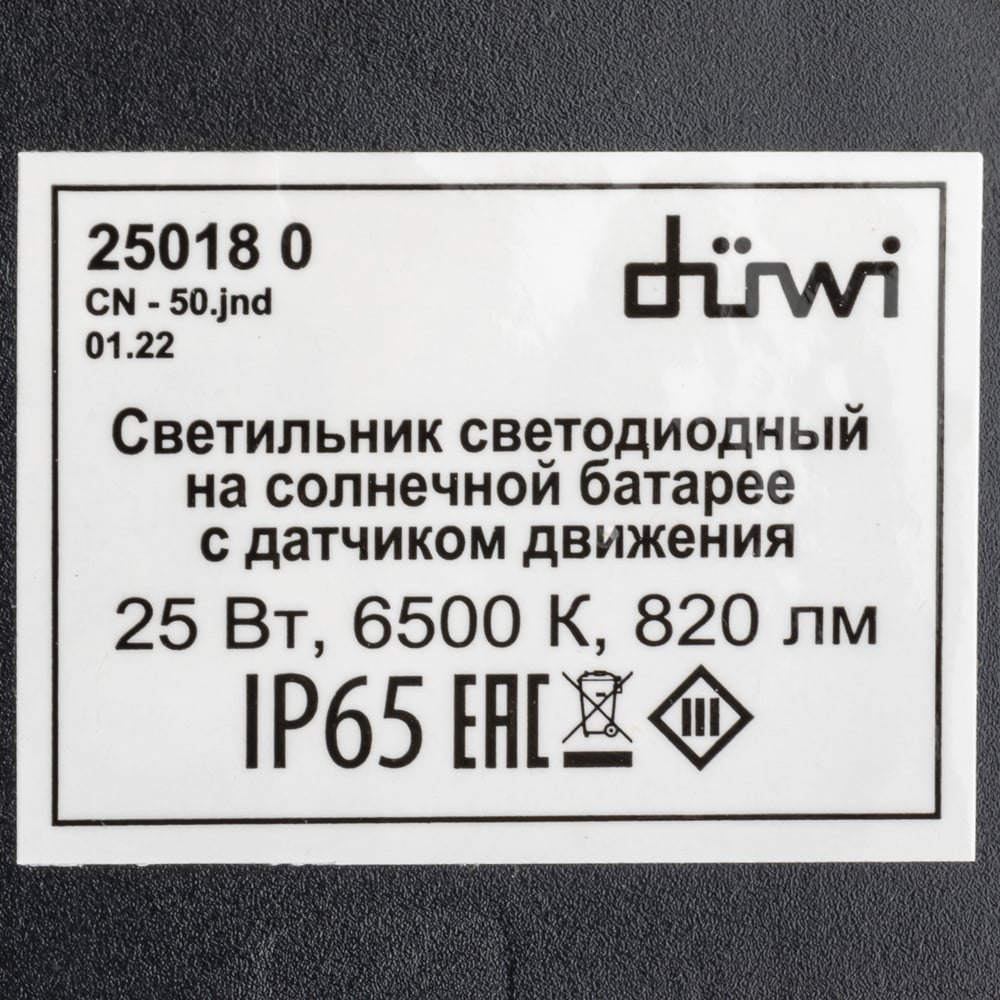 25018 0
düwi
CN - 50.jnd
01.22
Светильник светодиодный
на солнечной батарее
с датчиком движения
25 Вт, 6500 К, 820 лм
IP65 EAC III